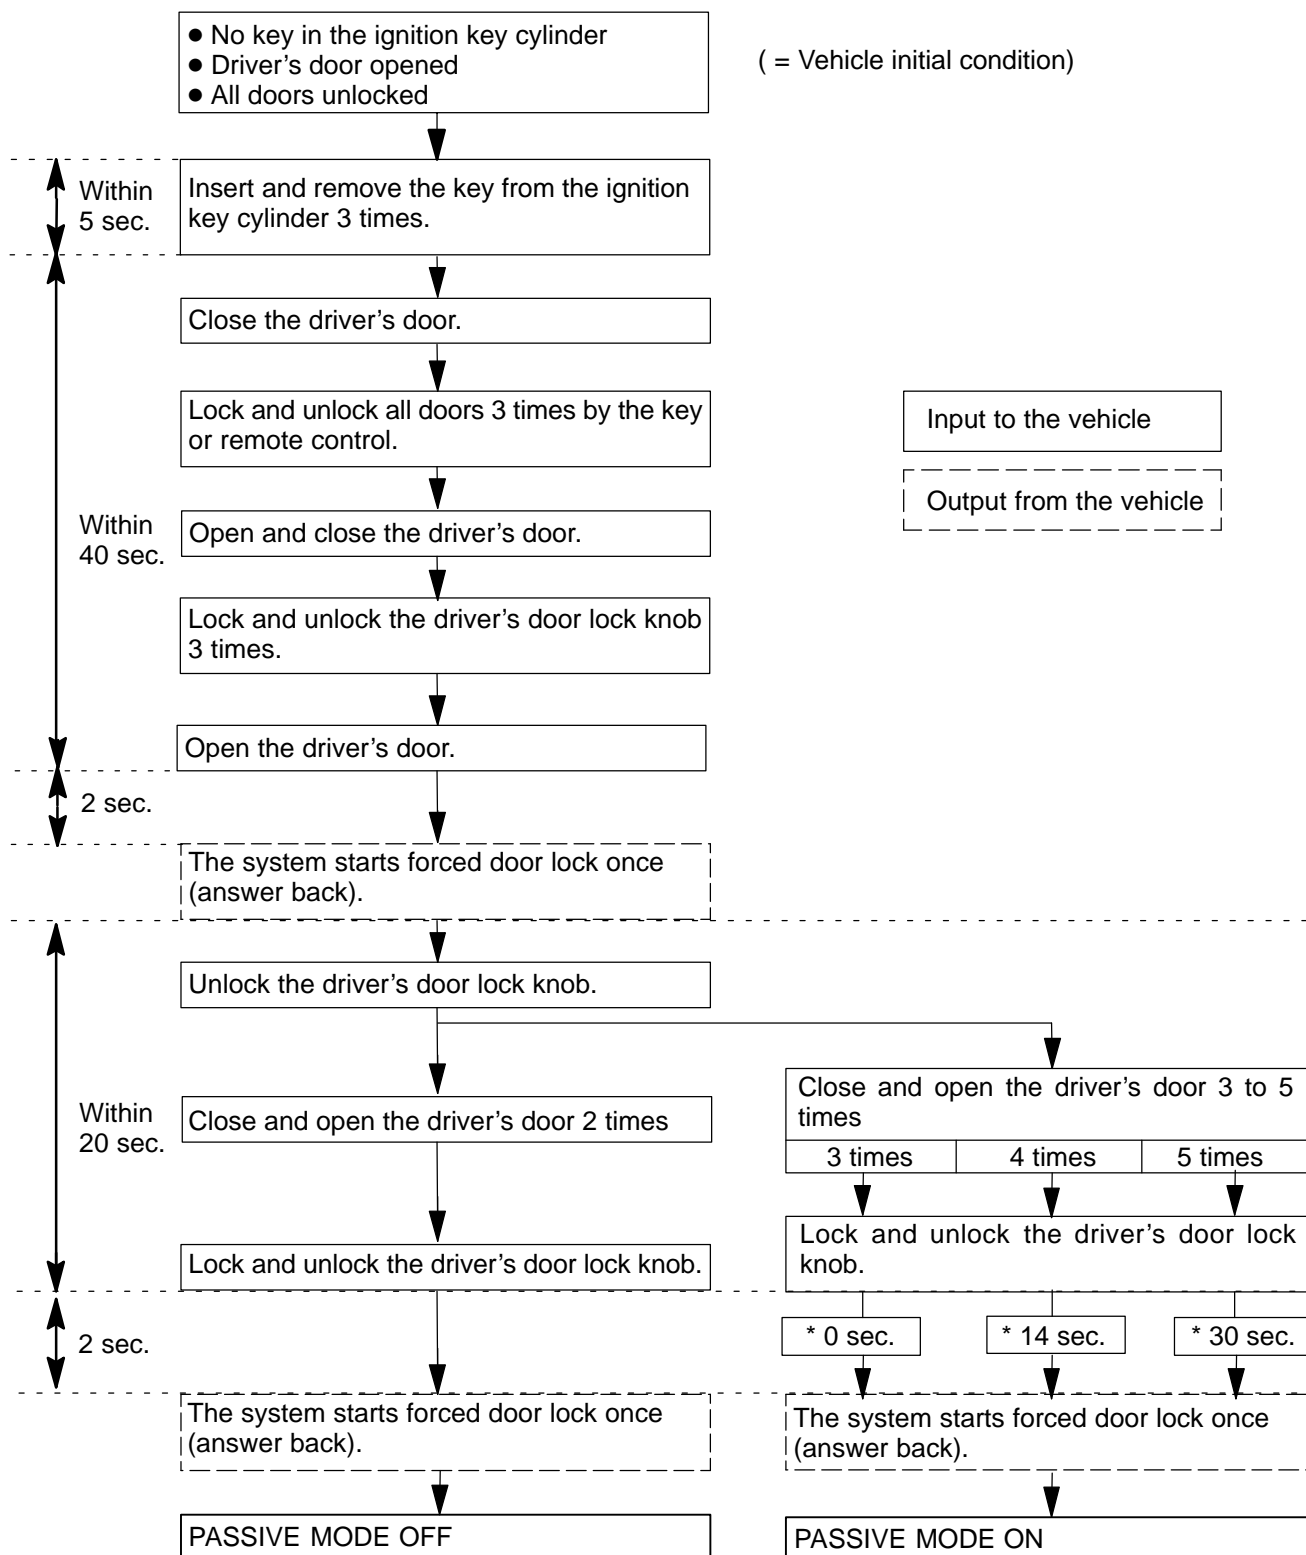 ● No key in the ignition key cylinder
● Driver's door opened
● All doors unlocked
( = Vehicle initial condition)
Within
5 sec.
Insert and remove the key from the ignition
key cylinder 3 times.
Close the driver's door.
Lock and unlock all doors 3 times by the key
or remote control.
Input to the vehicle
Output from the vehicle
Within
40 sec.
Open and close the driver's door.
Lock and unlock the driver's door lock knob
3 times.
Open the driver's door.
2 sec.
The system starts forced door lock once
(answer back).
Unlock the driver's door lock knob.
Within
20 sec.
Close and open the driver's door 2 times
Close and open the driver's door 3 to 5
times
3 times
4 times
5 times
Lock and unlock the driver's door lock knob.
Lock and unlock the driver's door lock
knob.
2 sec.
* 0 sec.
* 14 sec.
* 30 sec.
The system starts forced door lock once
(answer back).
The system starts forced door lock once
(answer back).
PASSIVE MODE OFF
PASSIVE MODE ON